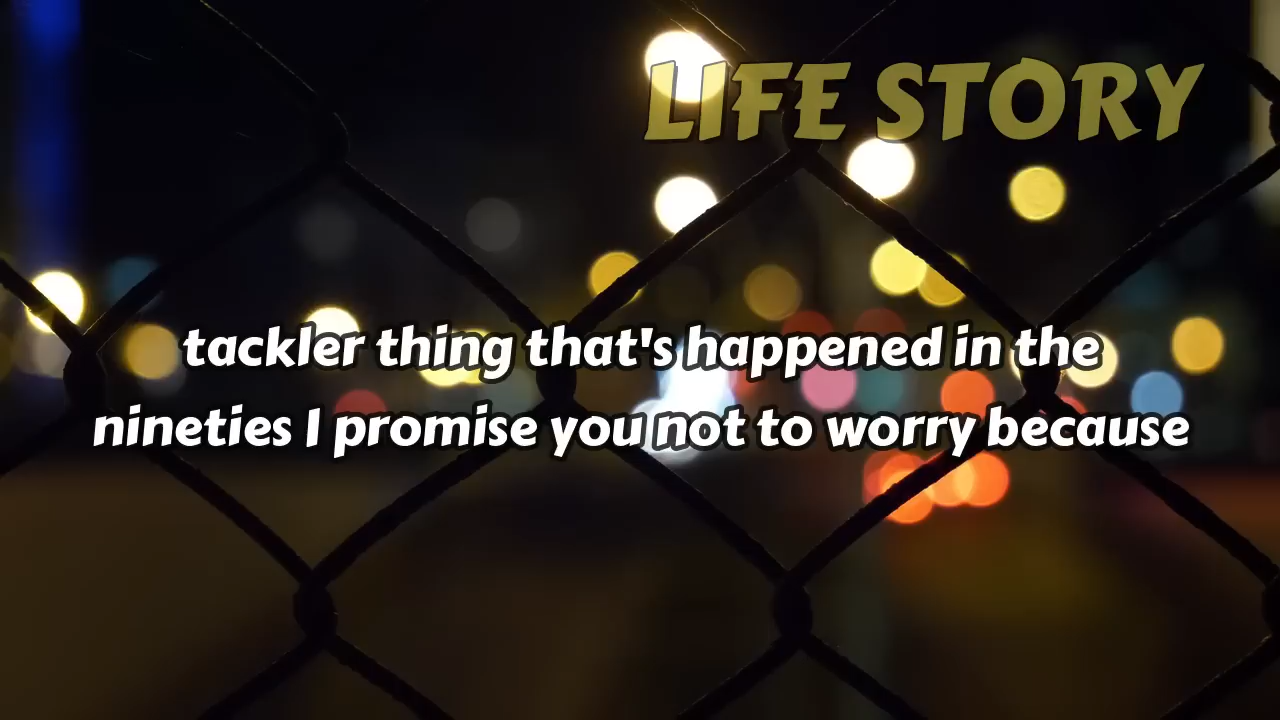 LIFE STORY
tackler thing that's happened in the
nineties I promise you not to worry because